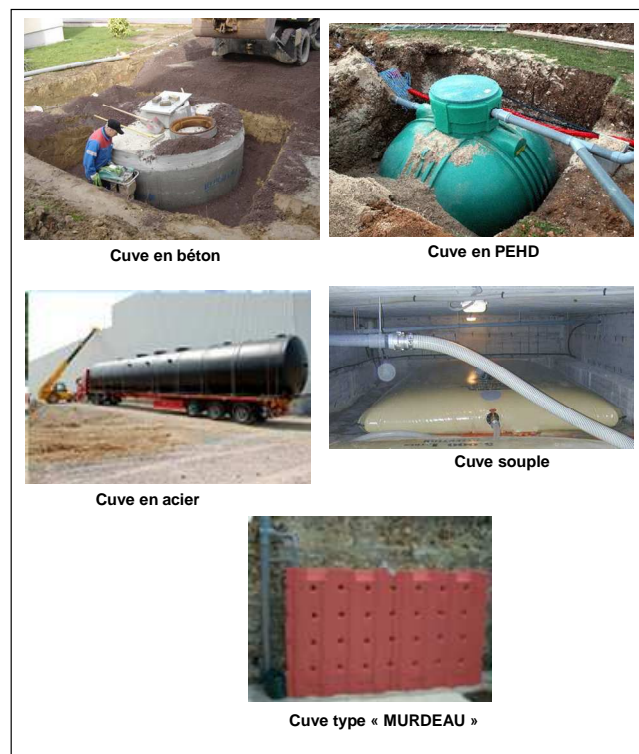 Cuve en béton
Cuve en PEHD
Cuve en acier
Cuve souple
Cuve type « MURDEAU »